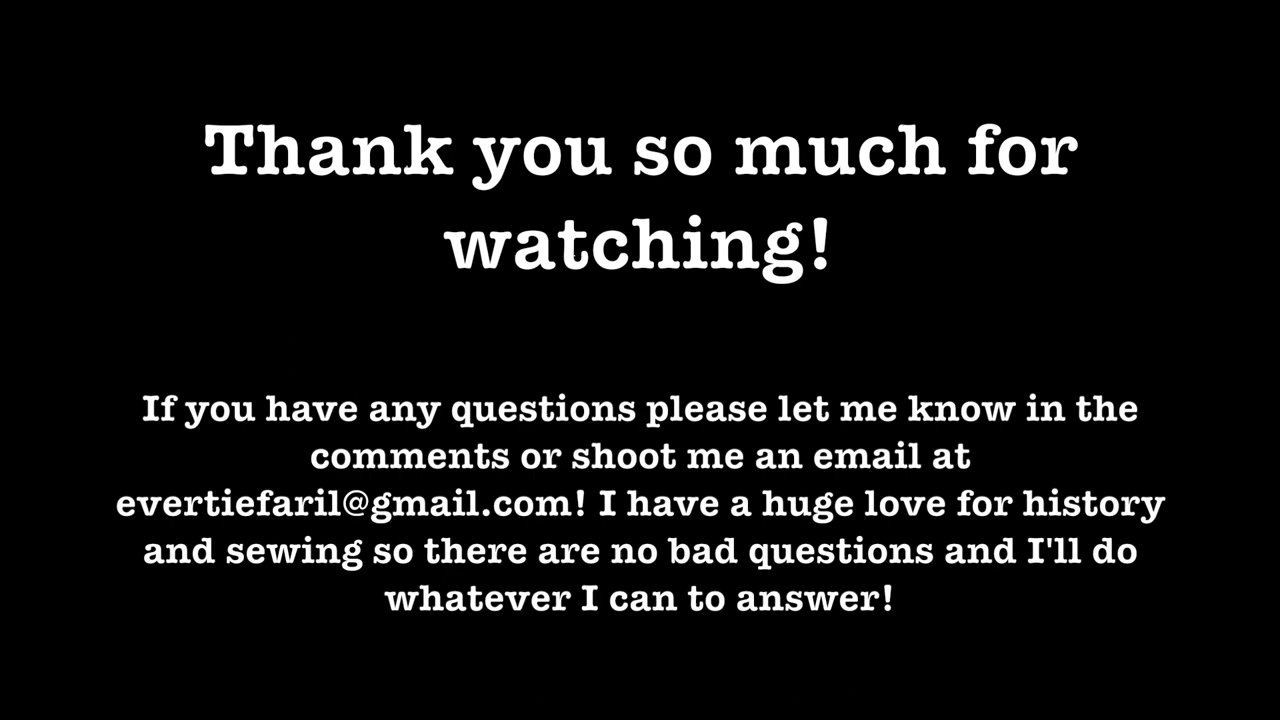 Thank you so much for
watching!
If you have any questions please let me know in the
comments or shoot me an email at
evertiefaril@gmail.com! I have a huge love for history
and sewing so there are no bad questions and I'll do
whatever I can to answer!